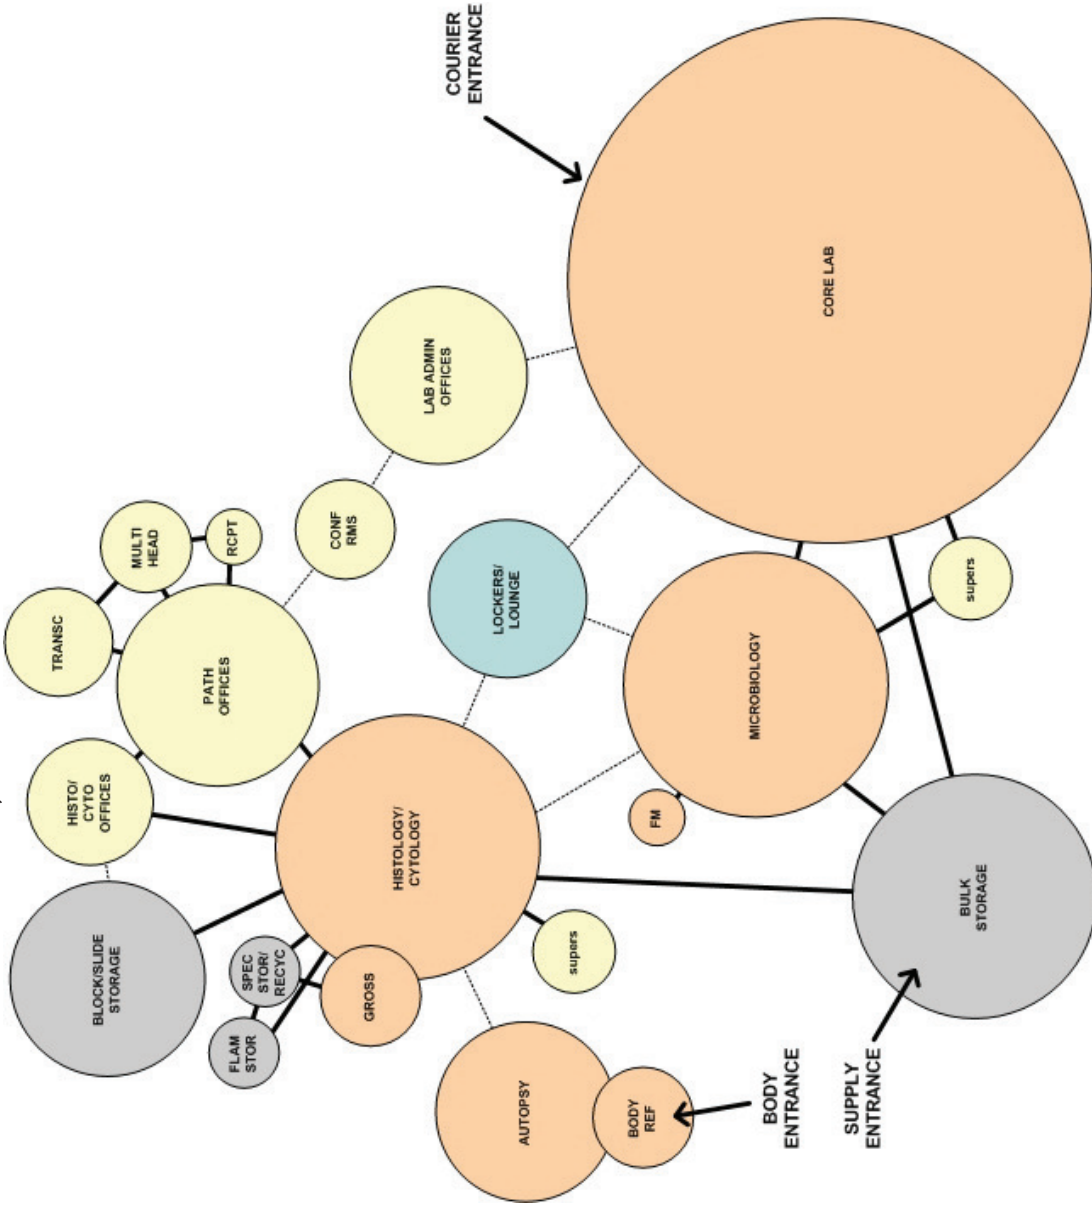 COURIER
ENTRANCE
CORE LAB
LAB ADMIN
OFFICES
CONF
RMS
MULTI
HEAD
RCPT
TRANSC
PATH
OFFICES
LOCKERS/
LOUNGE
supers
MICROBIOLOGY
HISTO/
CYTO
OFFICES
HISTOLOGY/
CYTOLOGY
FM
BLOCK/SLIDE
STORAGE
SPEC
STOR/
RECYC
GROSS
supers
BULK
STORAGE
FLAM
STOR
AUTOPSY
BODY
REF
BODY
ENTRANCE
SUPPLY
ENTRANCE